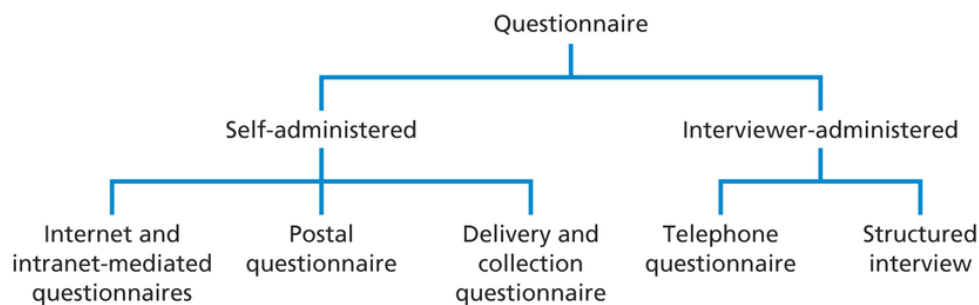 Questionnaire
Self-administered
Interviewer-administered
Internet and
intranet-mediated
questionnaires
Postal
questionnaire
Delivery and
collection
questionnaire
Telephone
questionnaire
Structured
interview